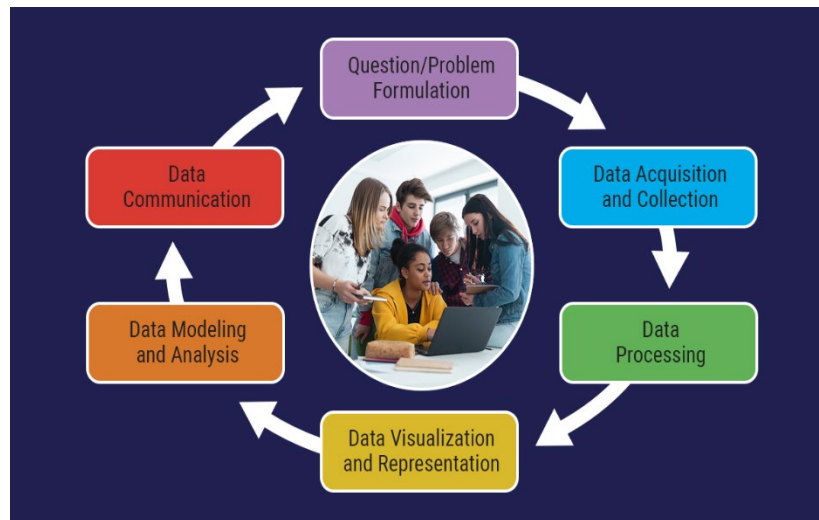 Question/Problem
Formulation
Data Acquisition
and Collection
Data
Processing
Data Visualization
and Representation
Data Modeling
and Analysis
Data
Communication